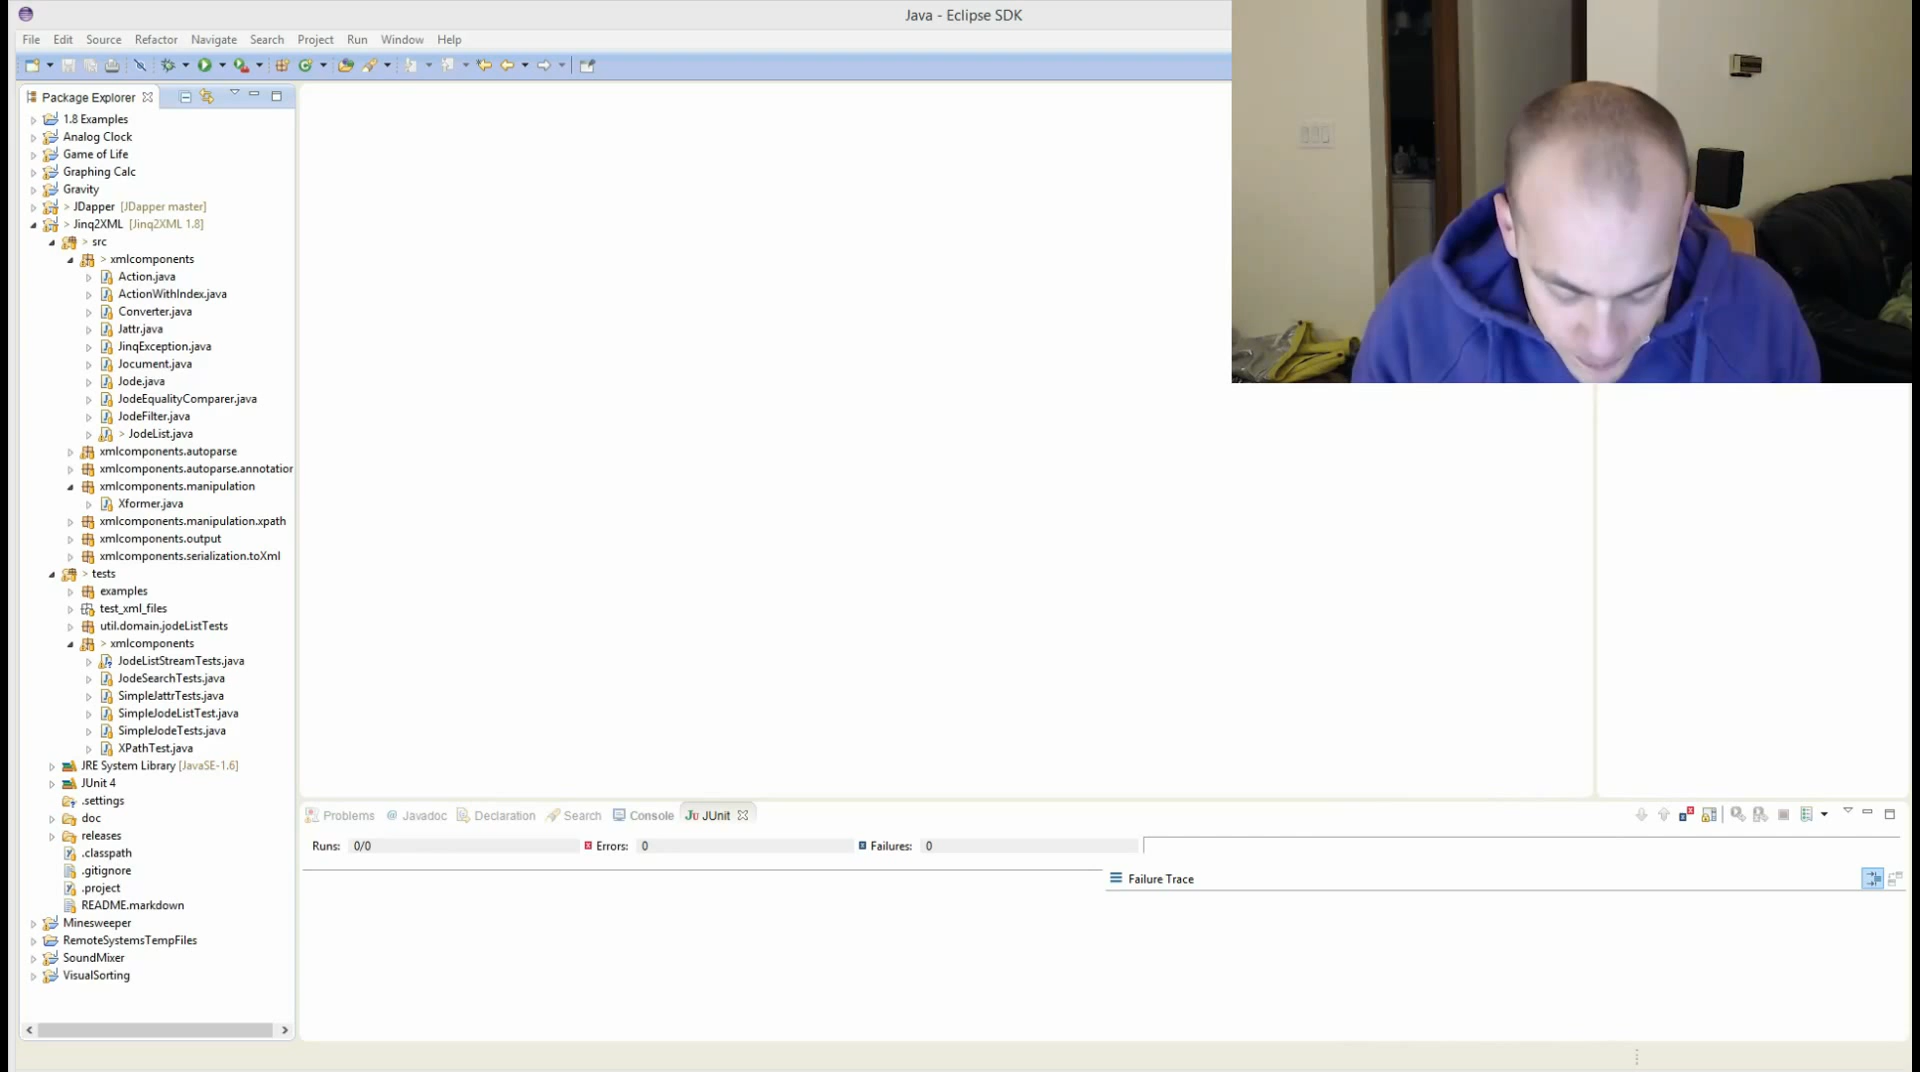 Java - Eclipse SDK
File Edit Source Refactor Navigate Search Project Run Window Help
Package Explorer
1.8 Examples
Analog Clock
Game of Life
Graphing Calc
Gravity
> JDapper [JDapper master]
> Jinq2XML [Jinq2XML 1.8]
> src
> xmlcomponents
Action.java
ActionWithIndex.java
Converter.java
Jattr.java
JinqException.java
Jocument.java
Jode.java
JodeEqualityComparer.java
JodeFilter.java
> JodeList.java
xmlcomponents.autoparse
xmlcomponents.autoparse.annotation
xmlcomponents.manipulation
Xformer.java
xmlcomponents.manipulation.xpath
xmlcomponents.output
xmlcomponents.serialization.toXml
> tests
examples
test_xml_files
util.domain.jodeListTests
> xmlcomponents
JodeListStreamTests.java
JodeSearchTests.java
SimpleJattrTests.java
SimpleJodeListTest.java
SimpleJodeTests.java
XPathTest.java
JRE System Library [JavaSE-1.6]
JUnit 4
.settings
doc
releases
.classpath
.gitignore
.project
README.markdown
Minesweeper
RemoteSystemsTempFiles
SoundMixer
VisualSorting
Problems @ Javadoc Declaration Search Console JUnit
Runs: 0/0 Errors: 0 Failures: 0
Failure Trace